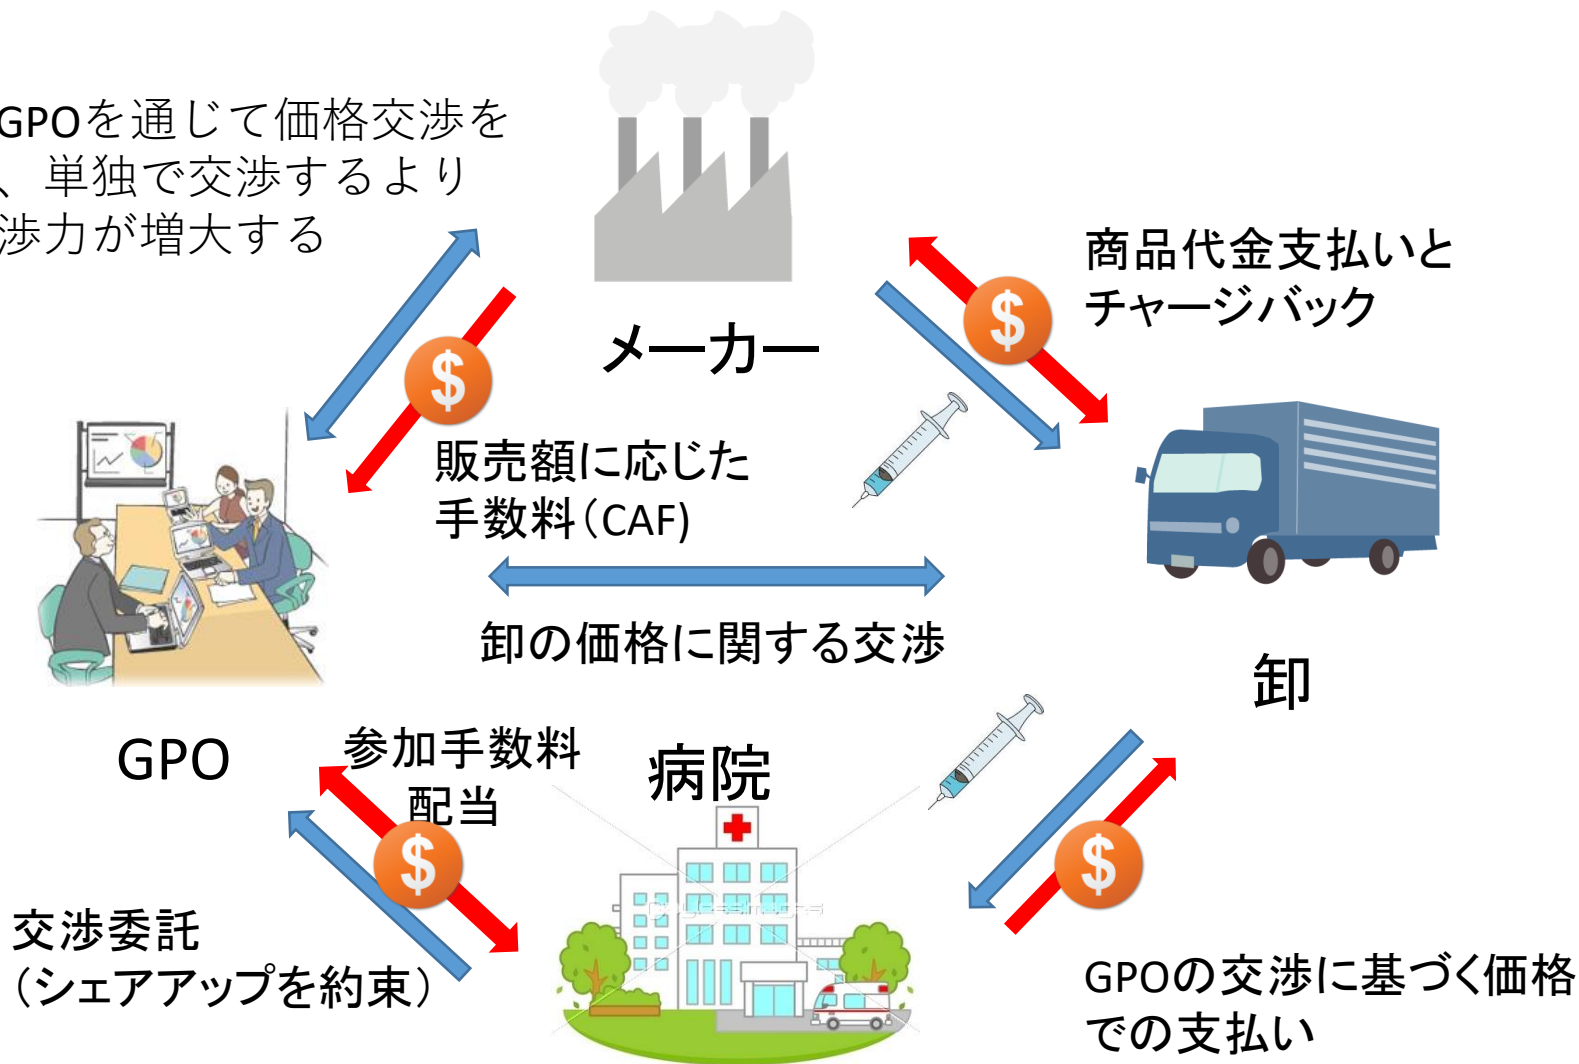 GPOを通じて価格交渉を
、単独で交渉するより
渉力が増大する
商品代金支払いと
チャージバック
メーカー
販売額に応じた
手数料（CAF)
卸の価格に関する交渉
卸
GPO
参加手数料
配当
病院
交渉委託
（シェアアップを約束）
GPOの交渉に基づく価格
での支払い